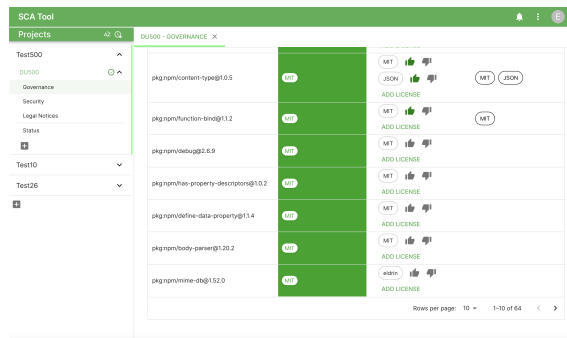 SCA Tool
E
Projects
DU500 - GOVERNANCE
Test500
DU500
Governance
Security
Legal Notices
Status
Test10
Test26
pkg:npm/content-type@1.0.5 MIT MIT MIT JSON
JSON
ADD LICENSE
pkg:npm/function-bind@1.1.2 MIT MIT MIT
ADD LICENSE
pkg:npm/debug@2.6.9 MIT MIT
ADD LICENSE
pkg:npm/has-property-descriptors@1.0.2 MIT MIT
ADD LICENSE
pkg:npm/define-data-property@1.1.4 MIT MIT
ADD LICENSE
pkg:npm/body-parser@1.20.2 MIT MIT
ADD LICENSE
pkg:npm/mime-db@1.52.0 MIT eldrin
ADD LICENSE
Rows per page: 10 1–10 of 64